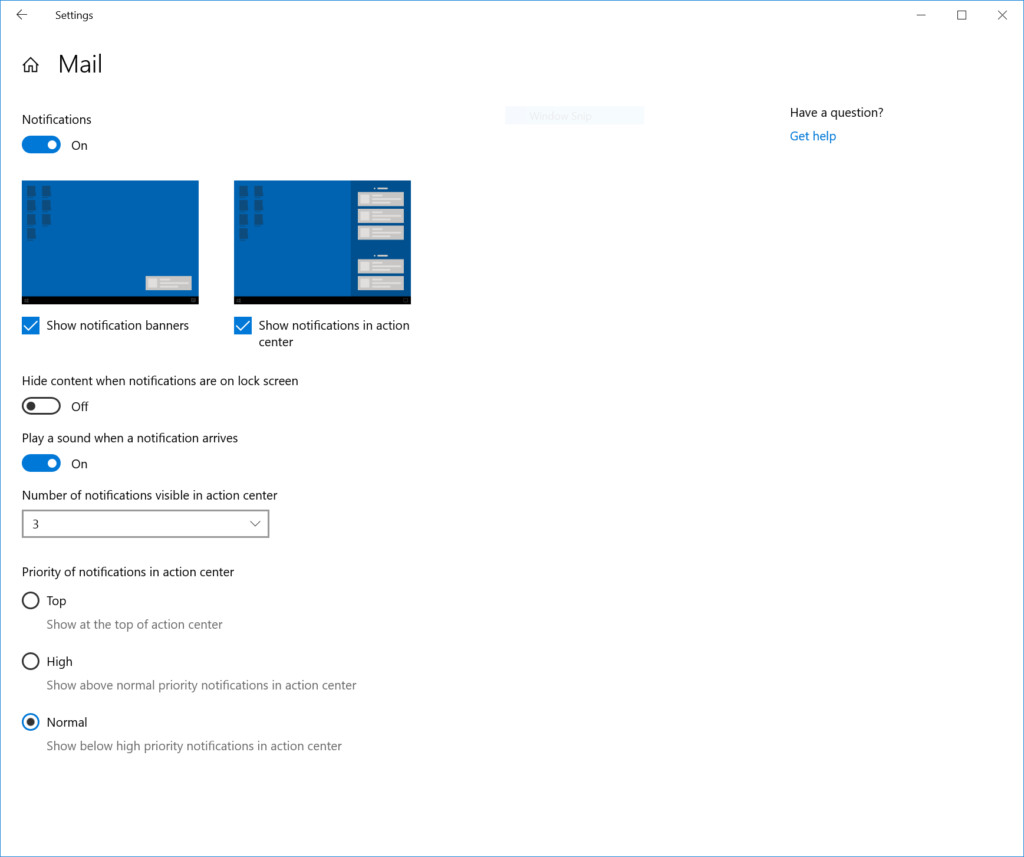 Settings
Mail
Notifications
On
Show notification banners
Show notifications in action
center
Hide content when notifications are on lock screen
Off
Play a sound when a notification arrives
On
Number of notifications visible in action center
3
Priority of notifications in action center
Top
Show at the top of action center
High
Show above normal priority notifications in action center
Normal
Show below high priority notifications in action center
Window Snip
Have a question?
Get help